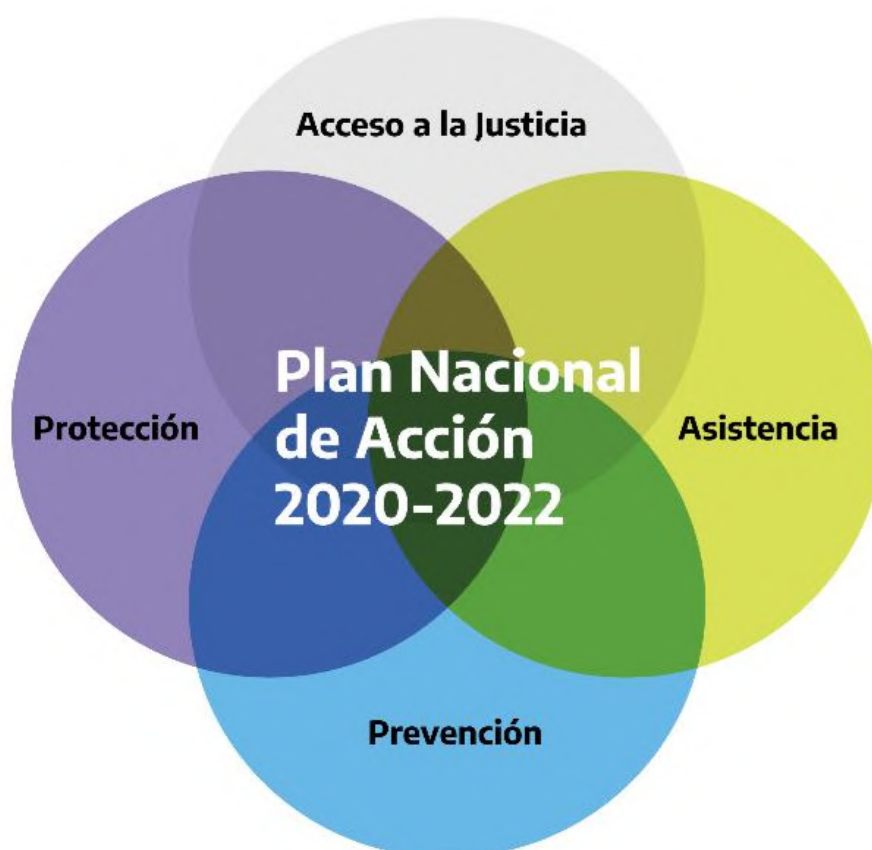 Acceso a la Justicia
Plan Nacional
de Acción
2020-2022
Protección
Asistencia
Prevención